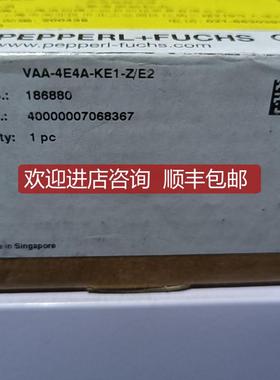 PEPPERL+FUCHS
www.pepperl-fuchs.com
VAA-4E4A-KE1-Z/E2
.: 186880
.: 40000007068367
ty: 1 pc
欢迎进店咨询 顺丰包邮
e in Singapore